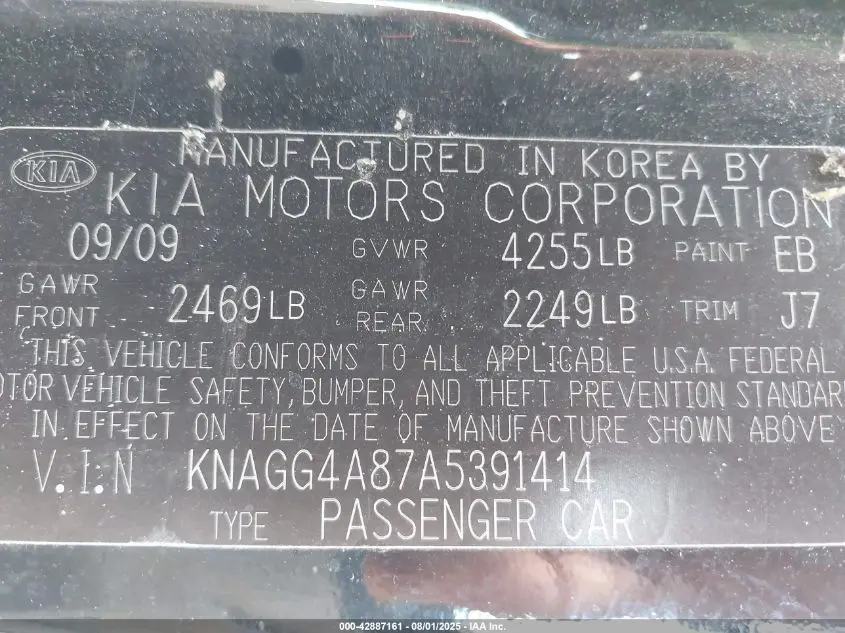 MANUFACTURED IN KOREA BY
KIA
KIA MOTORS CORPORATION
09/09 GVWR 4255LB PAINT EB
GAWR FRONT 2469LB GAWR REAR 2249LB TRIM J7
THIS VEHICLE CONFORMS TO ALL APPLICABLE U.S.A. FEDERAL
OTOR VEHICLE SAFETY, BUMPER, AND THEFT PREVENTION STANDAR
IN EFFECT ON THE DATE OF MANUFACTURE SHOWN ABOVE
V.I.N KNAGG4A87A5391414
TYPE PASSENGER CAR
000-42887161 - 08/01/2025 - IAA Inc.